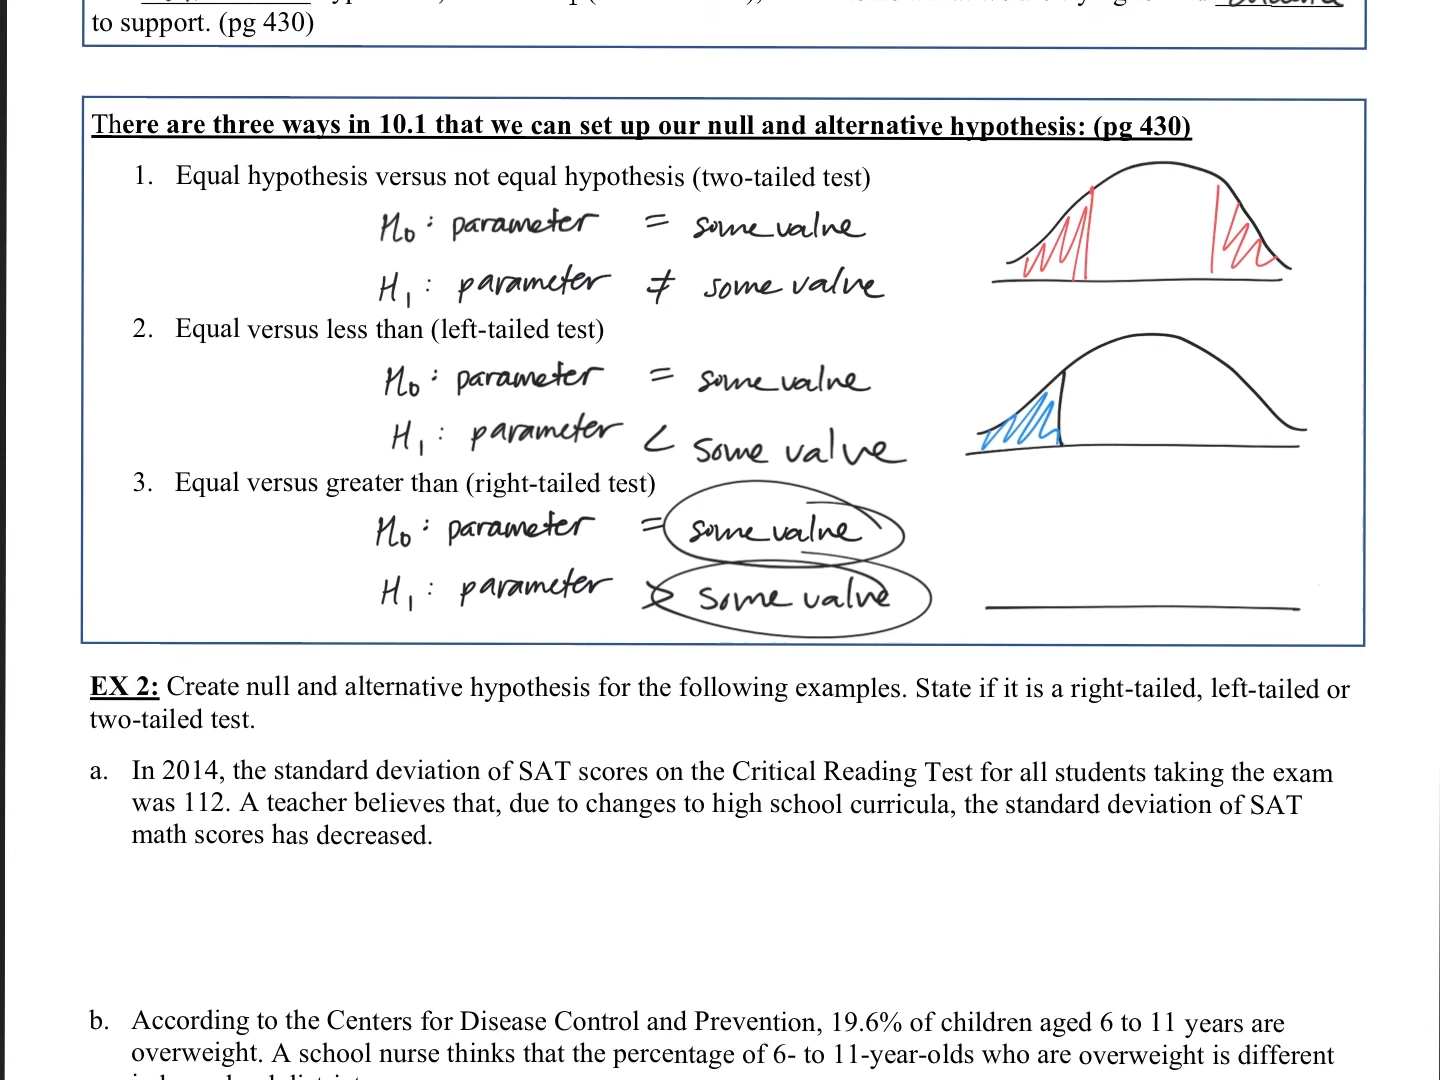 to support. (pg 430)
There are three ways in 10.1 that we can set up our null and alternative hypothesis: (pg 430)
1. Equal hypothesis versus not equal hypothesis (two-tailed test)
H₀: parameter = some value
H₁: parameter ≠ some value
2. Equal versus less than (left-tailed test)
H₀: parameter = some value
H₁: parameter < some value
3. Equal versus greater than (right-tailed test)
H₀: parameter = some value
H₁: parameter > some value
EX 2: Create null and alternative hypothesis for the following examples. State if it is a right-tailed, left-tailed or
two-tailed test.
a. In 2014, the standard deviation of SAT scores on the Critical Reading Test for all students taking the exam
was 112. A teacher believes that, due to changes to high school curricula, the standard deviation of SAT
math scores has decreased.
b. According to the Centers for Disease Control and Prevention, 19.6% of children aged 6 to 11 years are
overweight. A school nurse thinks that the percentage of 6- to 11-year-olds who are overweight is different